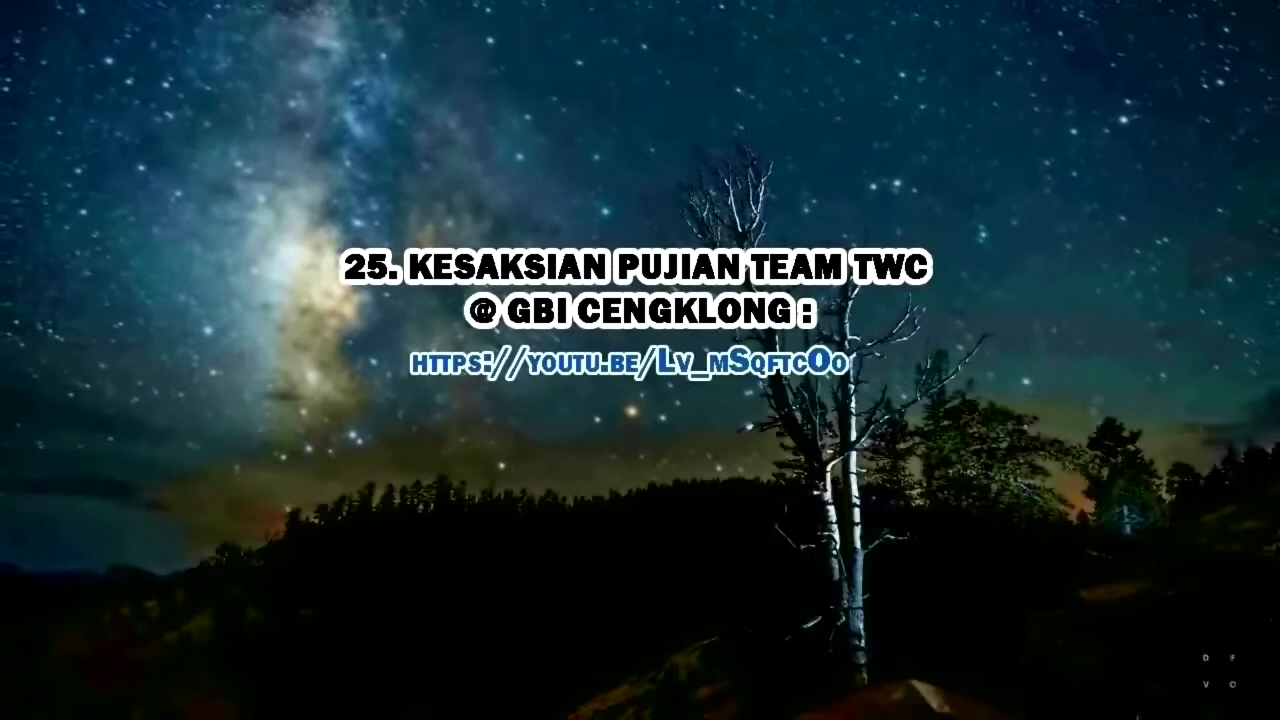 25. KESAKSIAN PUJIAN TEAM TWC
@ GBI CENGKLONG :
https://youtu.be/Lv_mSqftcOo
D F
V C